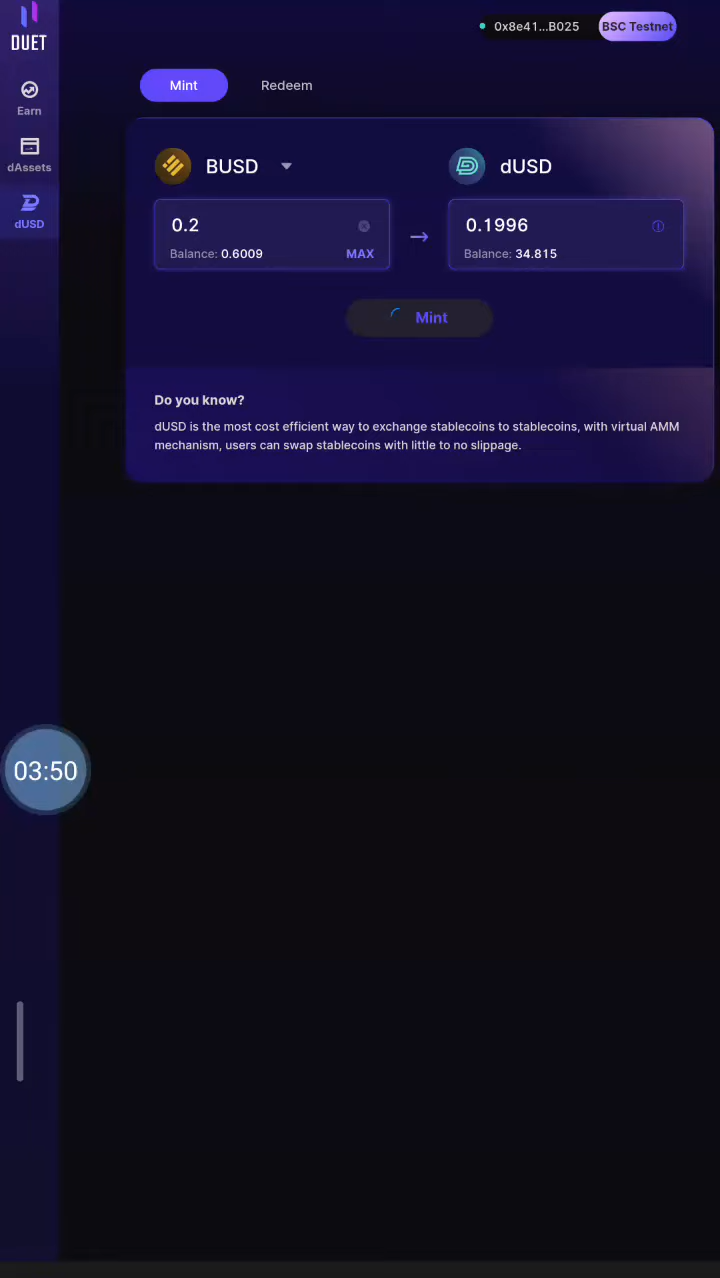 DUET
0x8e41...B025
BSC Testnet
Earn
dAssets
dUSD
Mint
Redeem
BUSD
dUSD
0.2
0.1996
Balance: 0.6009
MAX
Balance: 34.815
Mint
Do you know?
dUSD is the most cost efficient way to exchange stablecoins to stablecoins, with virtual AMM
mechanism, users can swap stablecoins with little to no slippage.
03:50